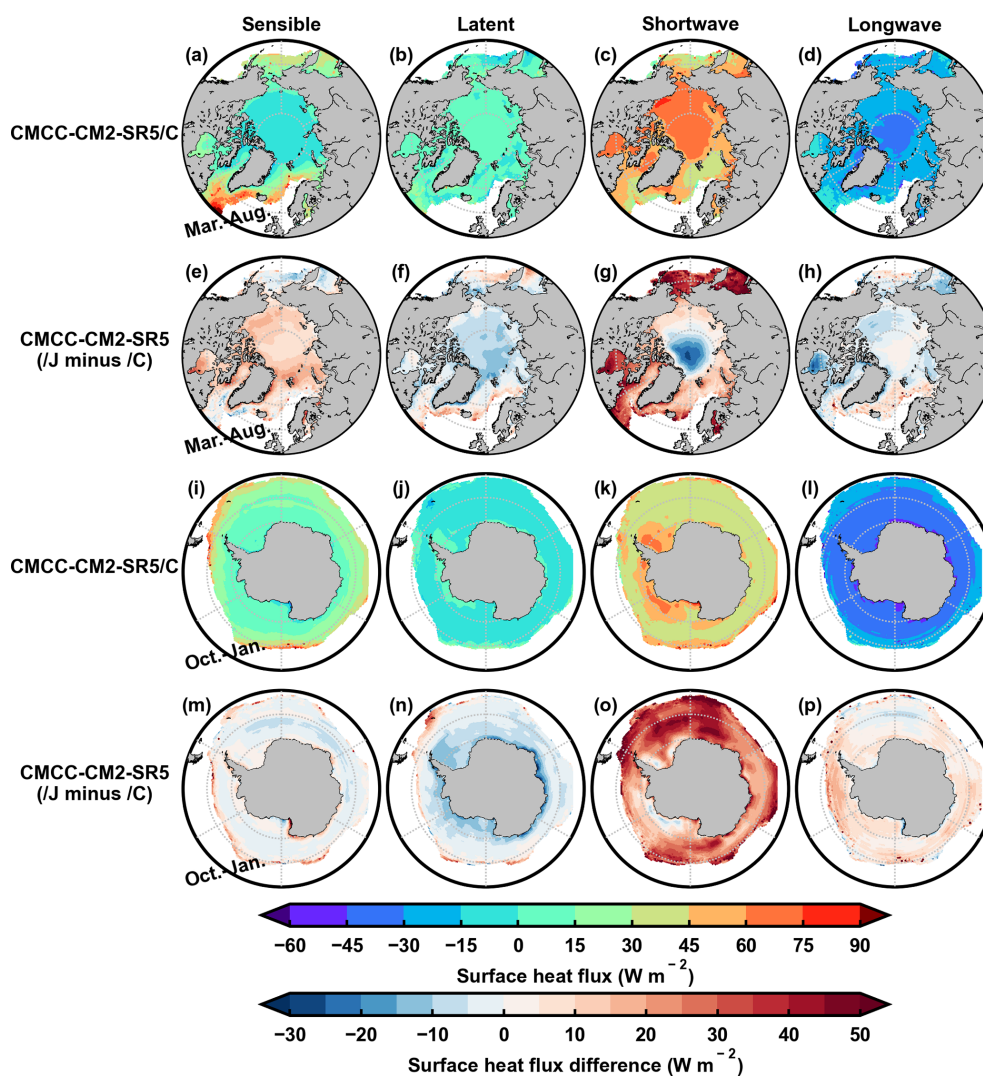 Sensible Latent Shortwave Longwave
(a) (b) (c) (d)
CMCC-CM2-SR5/C
Mar.-Aug.
(e) (f) (g) (h)
CMCC-CM2-SR5
(/J minus /C)
Mar.-Aug.
(i) (j) (k) (l)
CMCC-CM2-SR5/C
Oct.-Jan.
(m) (n) (o) (p)
CMCC-CM2-SR5
(/J minus /C)
Oct.-Jan.
−60 −45 −30 −15 0 15 30 45 60 75 90
Surface heat flux (W m⁻²)
−30 −20 −10 0 10 20 30 40 50
Surface heat flux difference (W m⁻²)